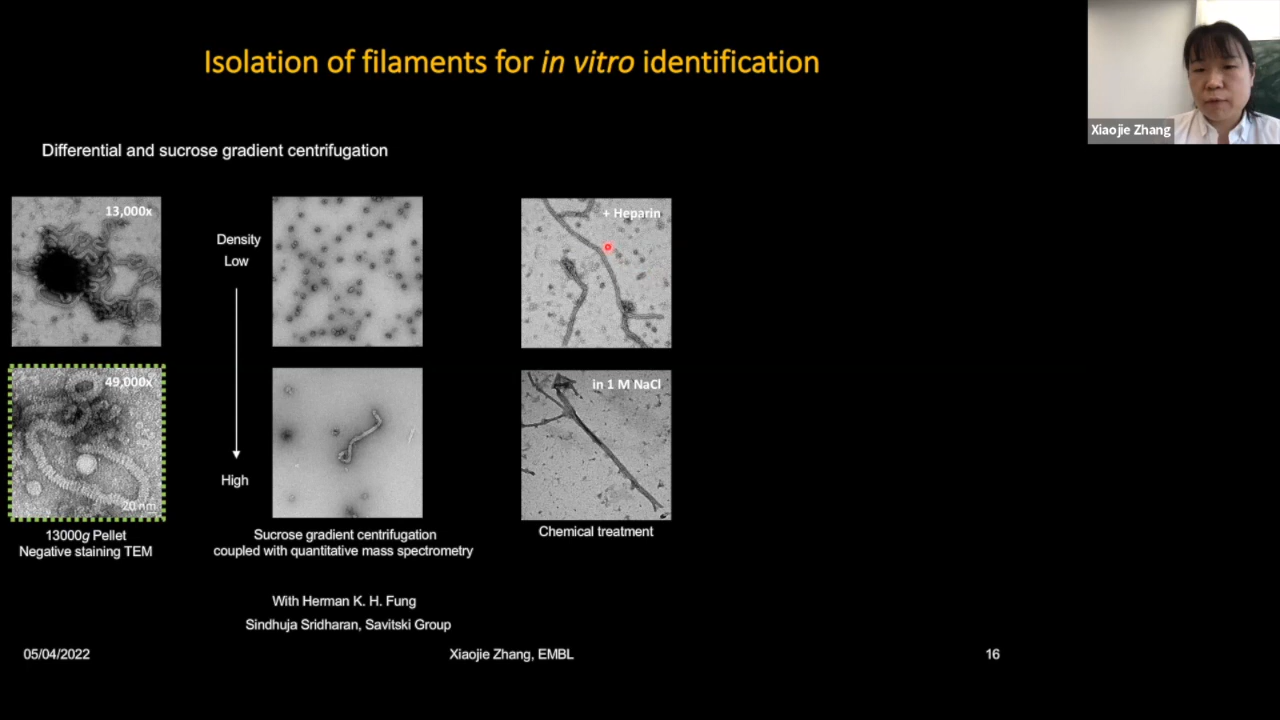 Isolation of filaments for in vitro identification
Xiaojie Zhang
Differential and sucrose gradient centrifugation
13,000x
49,000x
20 nm
13000g Pellet
Negative staining TEM
Density
Low
High
Sucrose gradient centrifugation
coupled with quantitative mass spectrometry
+ Heparin
in 1 M NaCl
Chemical treatment
With Herman K. H. Fung
Sindhuja Sridharan, Savitski Group
05/04/2022
Xiaojie Zhang, EMBL
16